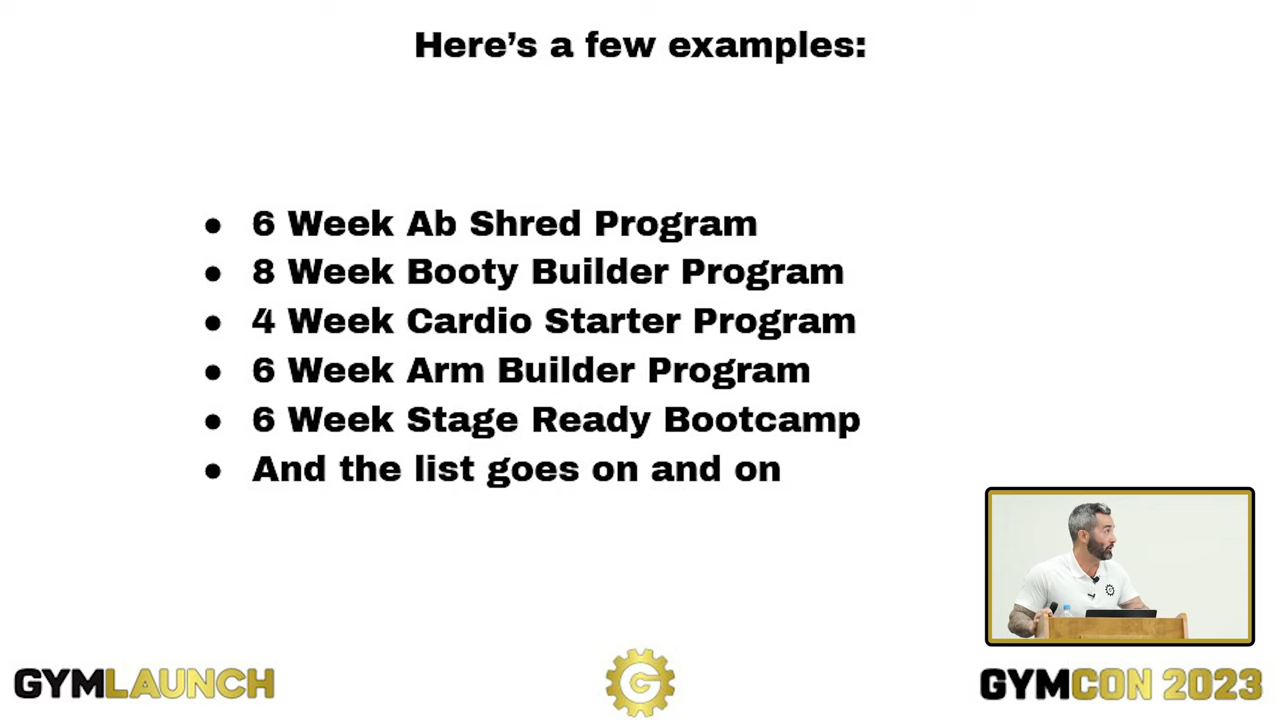 Here’s a few examples:
● 6 Week Ab Shred Program
● 8 Week Booty Builder Program
● 4 Week Cardio Starter Program
● 6 Week Arm Builder Program
● 6 Week Stage Ready Bootcamp
● And the list goes on and on
GYMLAUNCH
G
GYMCON 2023